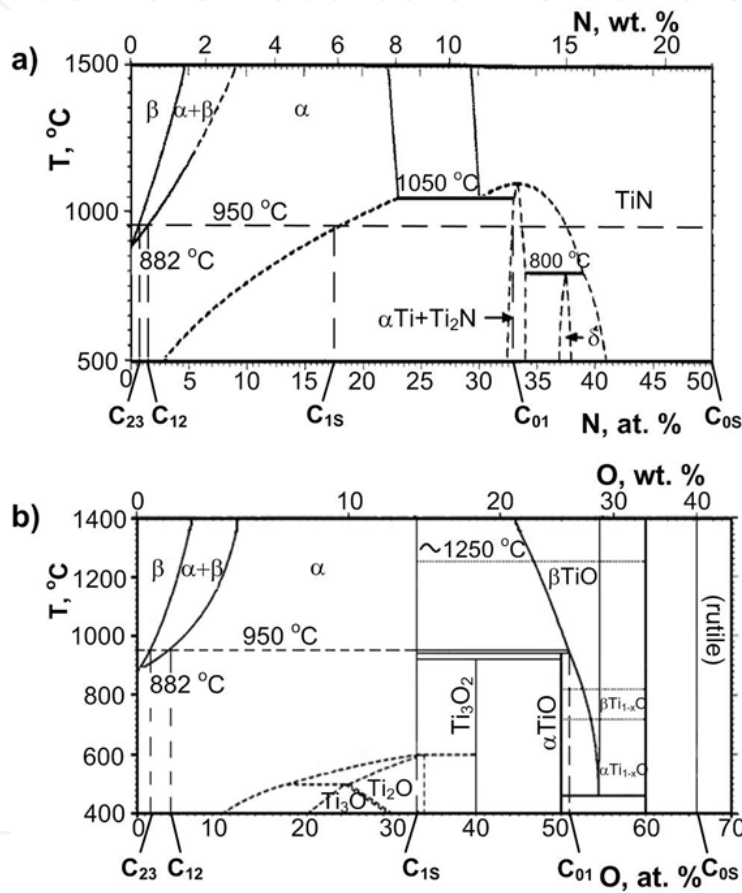 N, wt. %
a)
0 2 4 6 8 10 15 20
1500
β α+β α
T, °C
1050 °C
1000
950 °C
TiN
882 °C
800 °C
αTi+Ti₂N
δ
500
0 5 10 15 20 25 30 35 40 45 50
C₂₃ C₁₂ C₁S C₀₁ C₀S
N, at. %
O, wt. %
b)
0 10 20 30 40
1400
~1250 °C
β α+β α
βTiO
1200
T, °C
(rutile)
1000
950 °C
882 °C
800
Ti₃O₂
αTiO
βTi₁₋ₓO
αTi₁₋ₓO
600
Ti₂O
Ti₃O
400
0 10 20 30 40 50 60 70
C₂₃ C₁₂ C₁S C₀₁ O, at. % C₀S